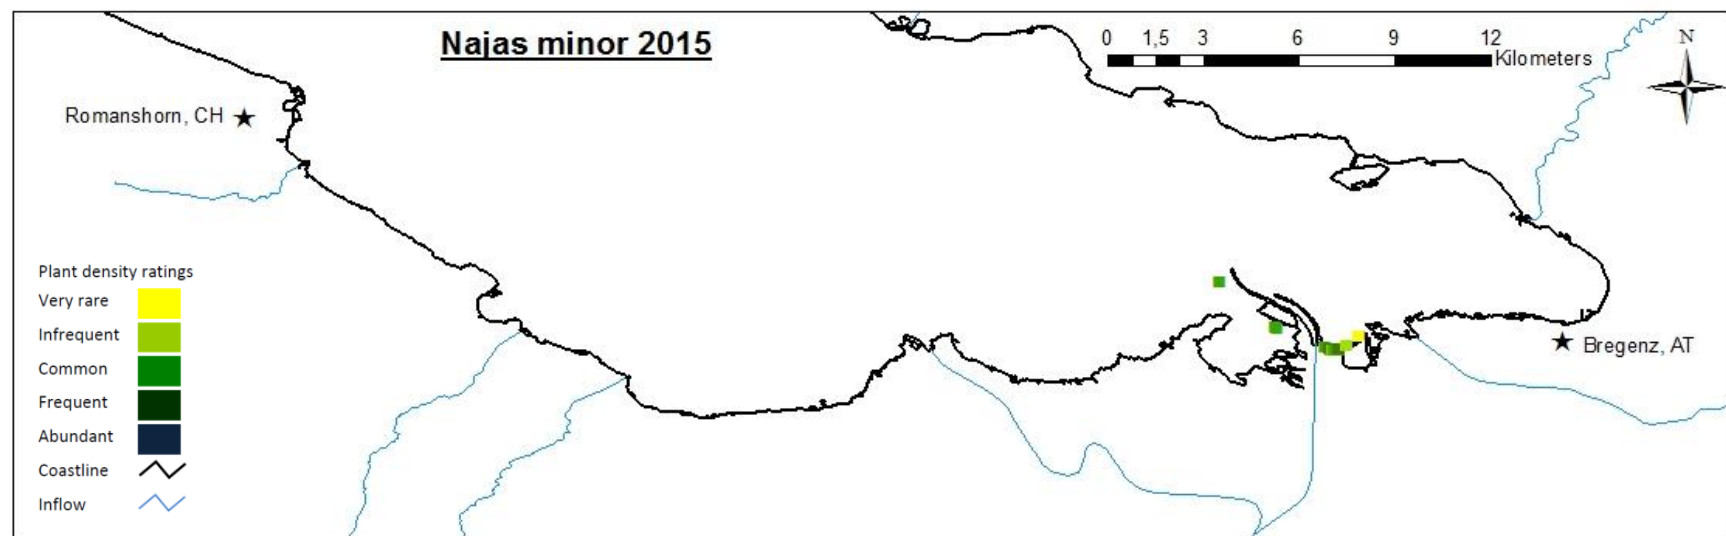 Najas minor 2015
0 1,5 3 6 9 12
Kilometers
N
Romanshorn, CH
Bregenz, AT
Plant density ratings
Very rare
Infrequent
Common
Frequent
Abundant
Coastline
Inflow